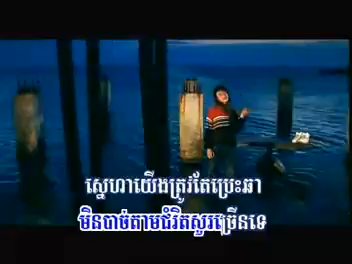 ស្នេហាយើងត្រូវតែប្រេះឆា
មិនបាច់តាមជំរិតសួរច្រើនទេ